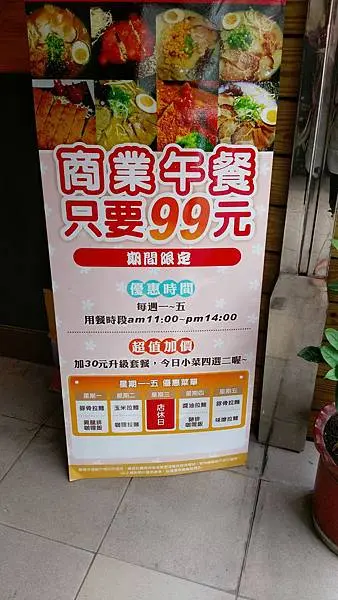 商業午餐
只要99元
期間限定
優惠時間
每週一~五
用餐時段am11:00~pm14:00
超值加價
加30元升級套餐,今日小菜四選二喔~
星期一~五 優惠菜單
星期一 星期二 星期三 星期四 星期五
豚骨拉麵 玉米拉麵 店休日 醬油拉麵 豚骨拉麵
咖哩飯 咖哩拉麵 咖哩飯 味噌拉麵